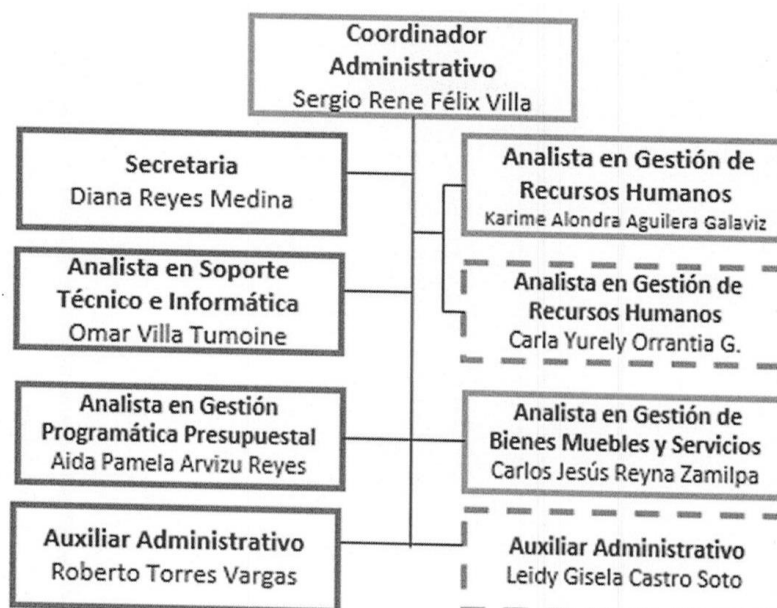 Coordinador
Administrativo
Sergio Rene Félix Villa
Secretaria
Diana Reyes Medina
Analista en Gestión de
Recursos Humanos
Karime Alondra Aguilera Galaviz
Analista en Soporte
Técnico e Informática
Omar Villa Tumoine
Analista en Gestión de
Recursos Humanos
Carla Yurely Orrantia G.
Analista en Gestión
Programática Presupuestal
Aida Pamela Arvizu Reyes
Analista en Gestión de
Bienes Muebles y Servicios
Carlos Jesús Reyna Zamilpa
Auxiliar Administrativo
Roberto Torres Vargas
Auxiliar Administrativo
Leidy Gisela Castro Soto